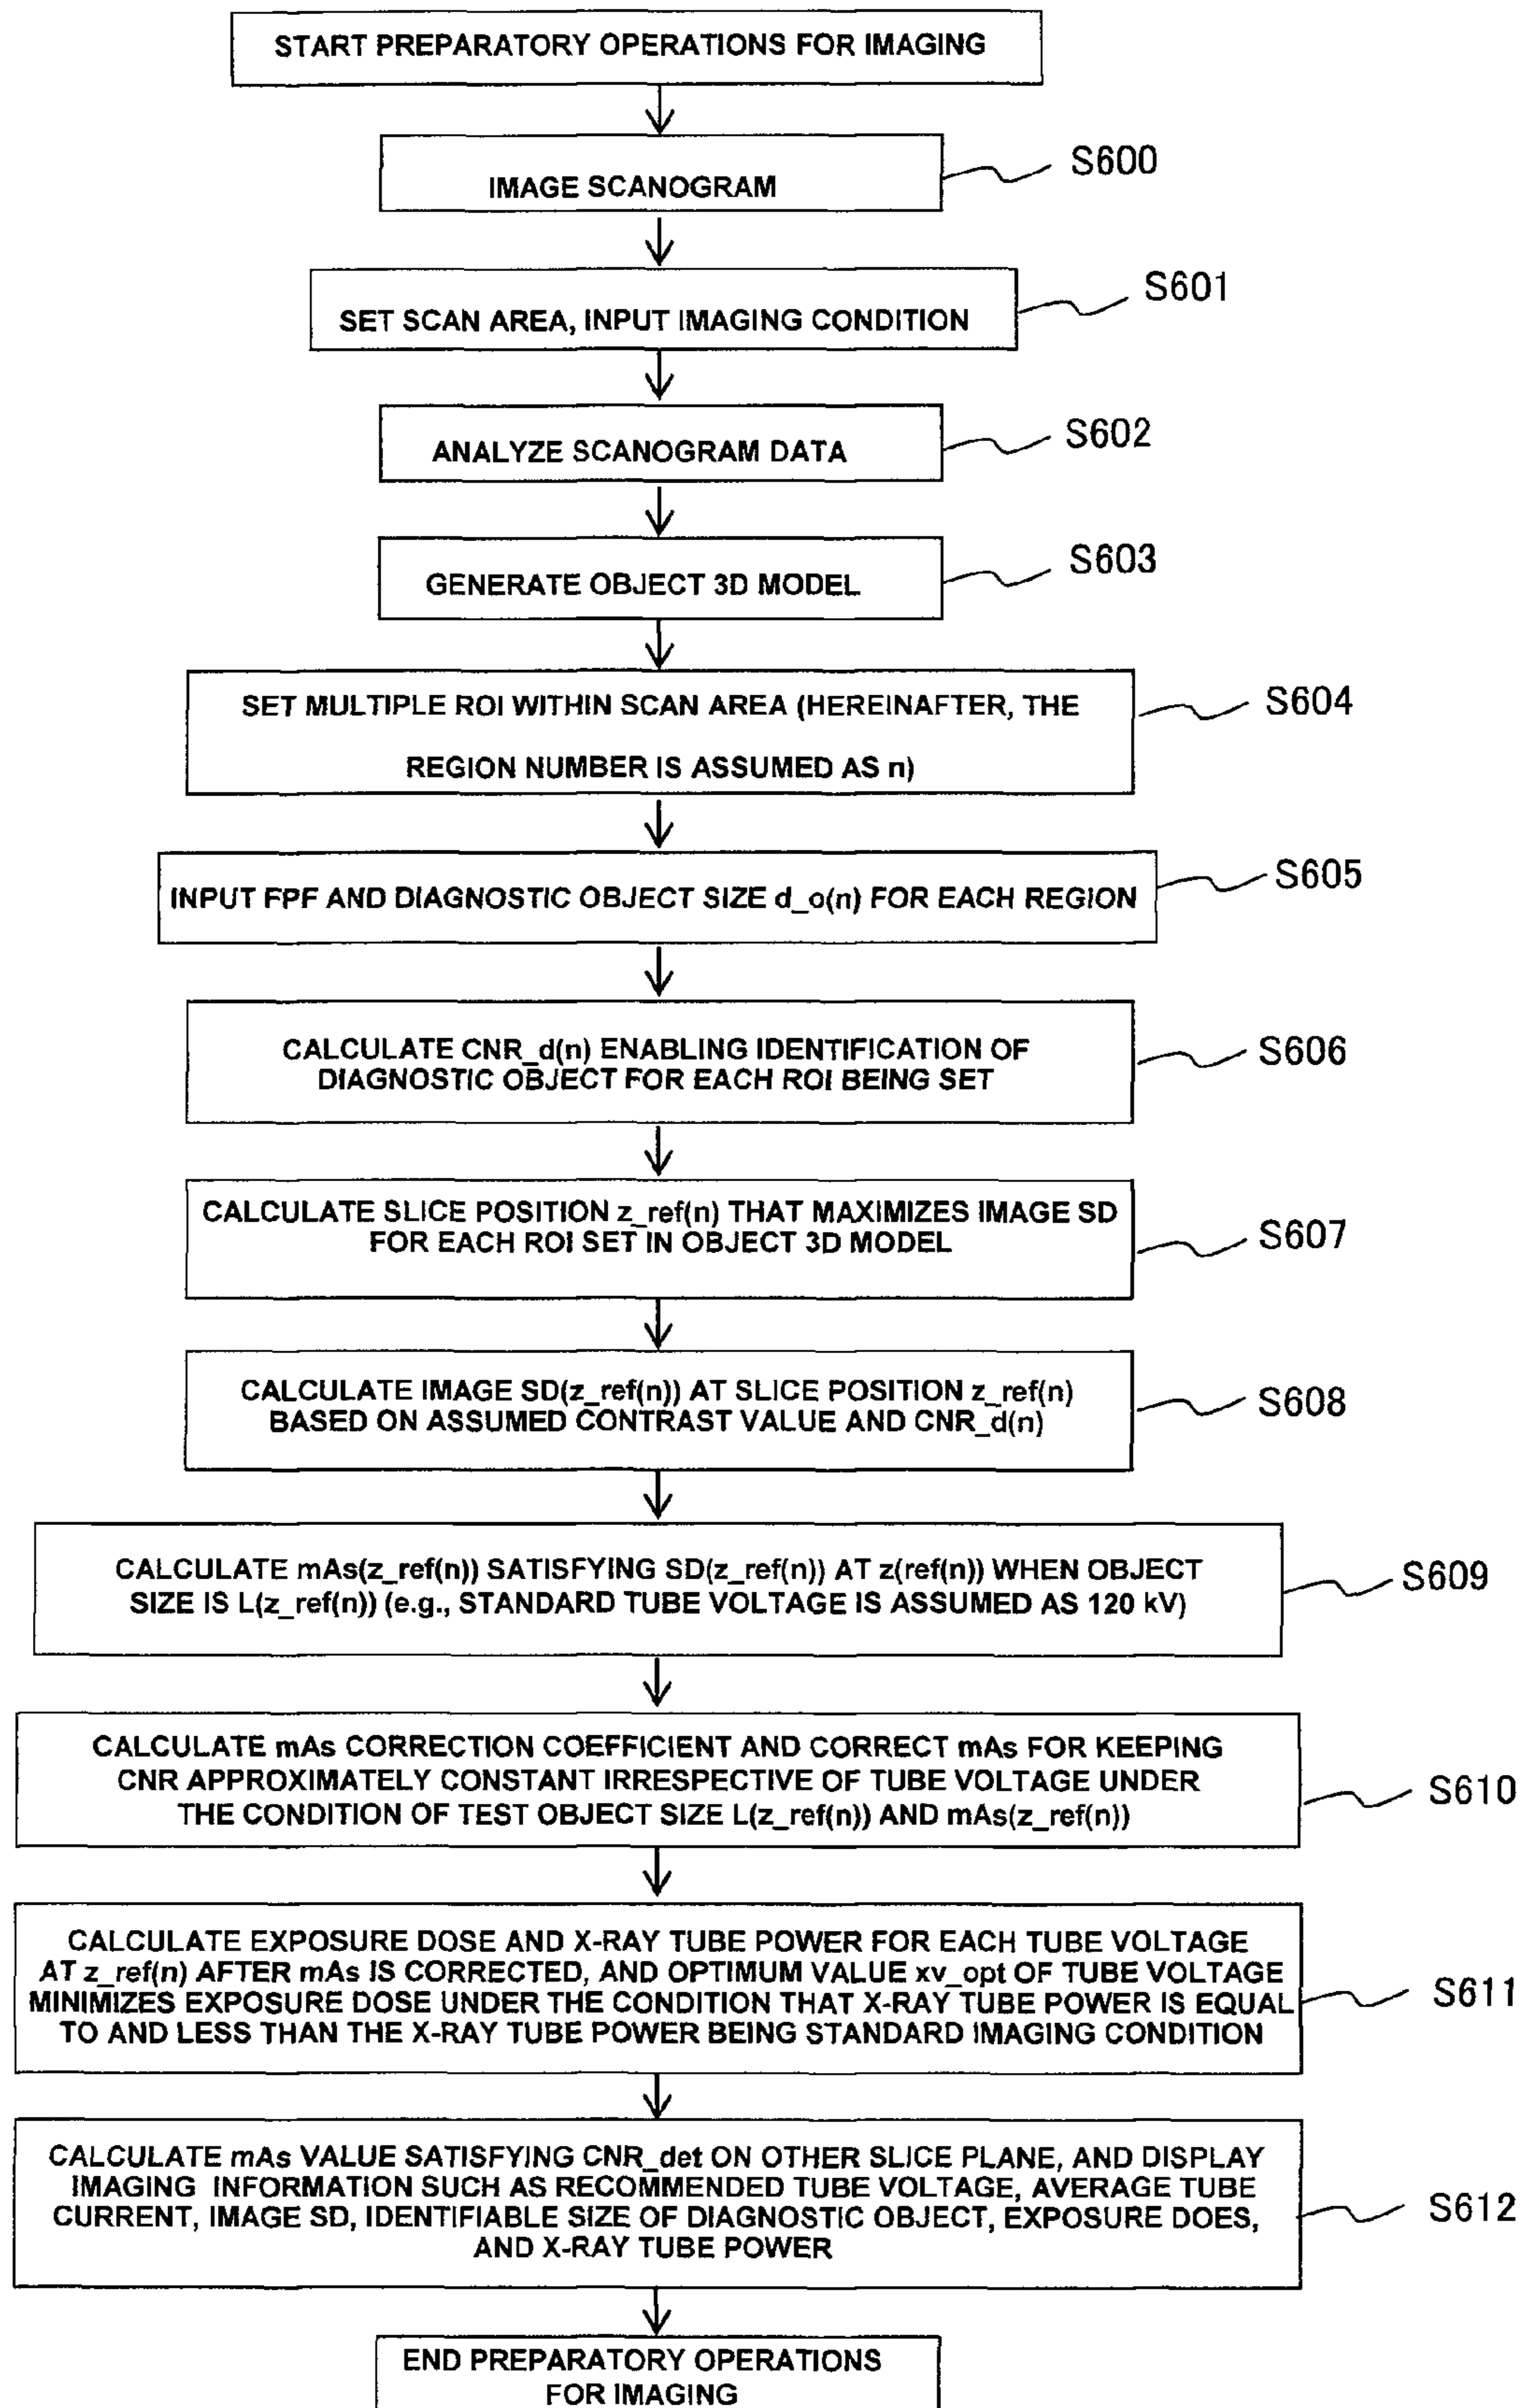 START PREPARATORY OPERATIONS FOR IMAGING
IMAGE SCANOGRAM
S600
SET SCAN AREA, INPUT IMAGING CONDITION
S601
ANALYZE SCANOGRAM DATA
S602
GENERATE OBJECT 3D MODEL
S603
SET MULTIPLE ROI WITHIN SCAN AREA (HEREINAFTER, THE
REGION NUMBER IS ASSUMED AS n)
S604
INPUT FPF AND DIAGNOSTIC OBJECT SIZE d_o(n) FOR EACH REGION
S605
CALCULATE CNR_d(n) ENABLING IDENTIFICATION OF
DIAGNOSTIC OBJECT FOR EACH ROI BEING SET
S606
CALCULATE SLICE POSITION z_ref(n) THAT MAXIMIZES IMAGE SD
FOR EACH ROI SET IN OBJECT 3D MODEL
S607
CALCULATE IMAGE SD(z_ref(n)) AT SLICE POSITION z_ref(n)
BASED ON ASSUMED CONTRAST VALUE AND CNR_d(n)
S608
CALCULATE mAs(z_ref(n)) SATISFYING SD(z_ref(n)) AT z(ref(n)) WHEN OBJECT
SIZE IS L(z_ref(n)) (e.g., STANDARD TUBE VOLTAGE IS ASSUMED AS 120 kV)
S609
CALCULATE mAs CORRECTION COEFFICIENT AND CORRECT mAs FOR KEEPING
CNR APPROXIMATELY CONSTANT IRRESPECTIVE OF TUBE VOLTAGE UNDER
THE CONDITION OF TEST OBJECT SIZE L(z_ref(n)) AND mAs(z_ref(n))
S610
CALCULATE EXPOSURE DOSE AND X-RAY TUBE POWER FOR EACH TUBE VOLTAGE
AT z_ref(n) AFTER mAs IS CORRECTED, AND OPTIMUM VALUE xv_opt OF TUBE VOLTAGE
MINIMIZES EXPOSURE DOSE UNDER THE CONDITION THAT X-RAY TUBE POWER IS EQUAL
TO AND LESS THAN THE X-RAY TUBE POWER BEING STANDARD IMAGING CONDITION
S611
CALCULATE mAs VALUE SATISFYING CNR_det ON OTHER SLICE PLANE, AND DISPLAY
IMAGING INFORMATION SUCH AS RECOMMENDED TUBE VOLTAGE, AVERAGE TUBE
CURRENT, IMAGE SD, IDENTIFIABLE SIZE OF DIAGNOSTIC OBJECT, EXPOSURE DOES,
AND X-RAY TUBE POWER
S612
END PREPARATORY OPERATIONS
FOR IMAGING